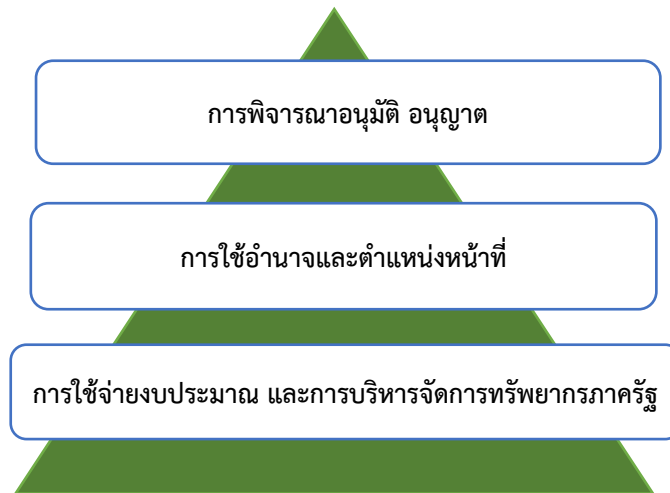 การพิจารณาอนุมัติ อนุญาต
การใช้อำนาจและตำแหน่งหน้าที่
การใช้จ่ายงบประมาณ และการบริหารจัดการทรัพยากรภาครัฐ